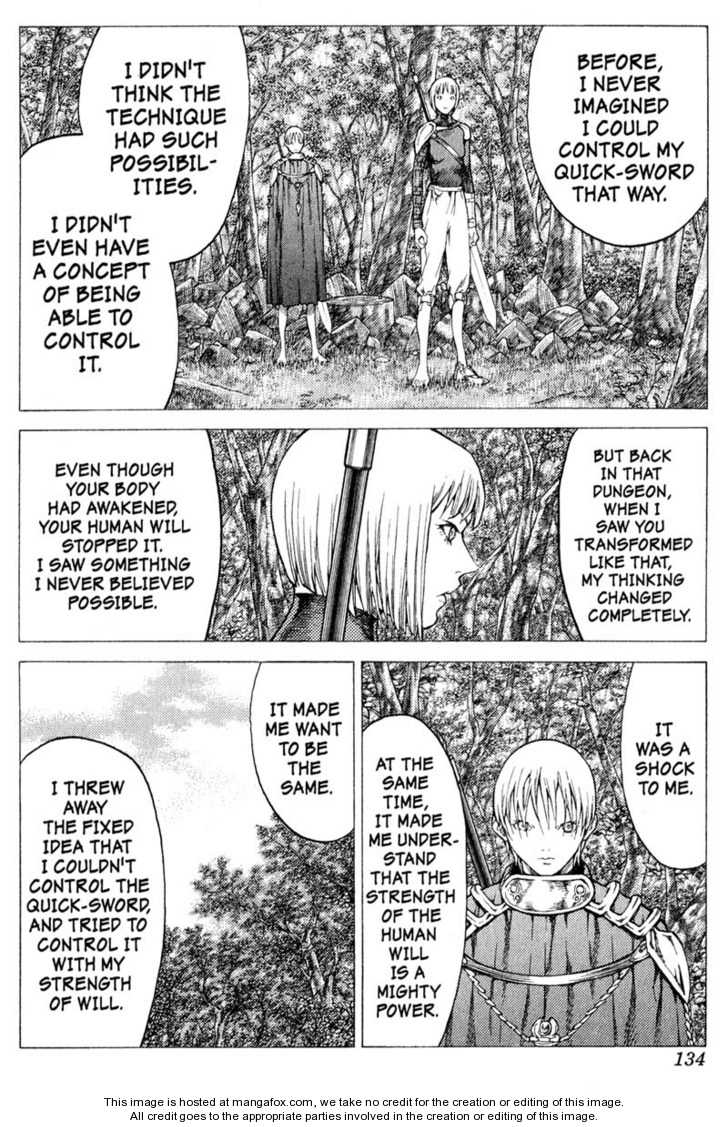 BEFORE,
I NEVER
IMAGINED
I COULD
CONTROL MY
QUICK-SWORD
THAT WAY.
I DIDN'T
THINK THE
TECHNIQUE
HAD SUCH
POSSIBIL-
ITIES.
I DIDN'T
EVEN HAVE
A CONCEPT
OF BEING
ABLE TO
CONTROL
IT.
BUT BACK
IN THAT
DUNGEON,
WHEN I
SAW YOU
TRANSFORMED
LIKE THAT,
MY THINKING
CHANGED
COMPLETELY.
EVEN THOUGH
YOUR BODY
HAD AWAKENED,
YOUR HUMAN WILL
STOPPED IT.
I SAW SOMETHING
I NEVER BELIEVED
POSSIBLE.
IT
WAS A
SHOCK
TO ME.
AT THE
SAME
TIME,
IT MADE
ME UNDER-
STAND
THAT THE
STRENGTH
OF THE
HUMAN
WILL
IS A
MIGHTY
POWER.
IT MADE
ME WANT
TO BE
THE
SAME.
I THREW
AWAY
THE FIXED
IDEA THAT
I COULDN'T
CONTROL THE
QUICK-SWORD,
AND TRIED TO
CONTROL IT
WITH MY
STRENGTH
OF WILL.
134
This image is hosted at mangafox.com, we take no credit for the creation or editing of this image.
All credit goes to the appropriate parties involved in the creation or editing of this image.